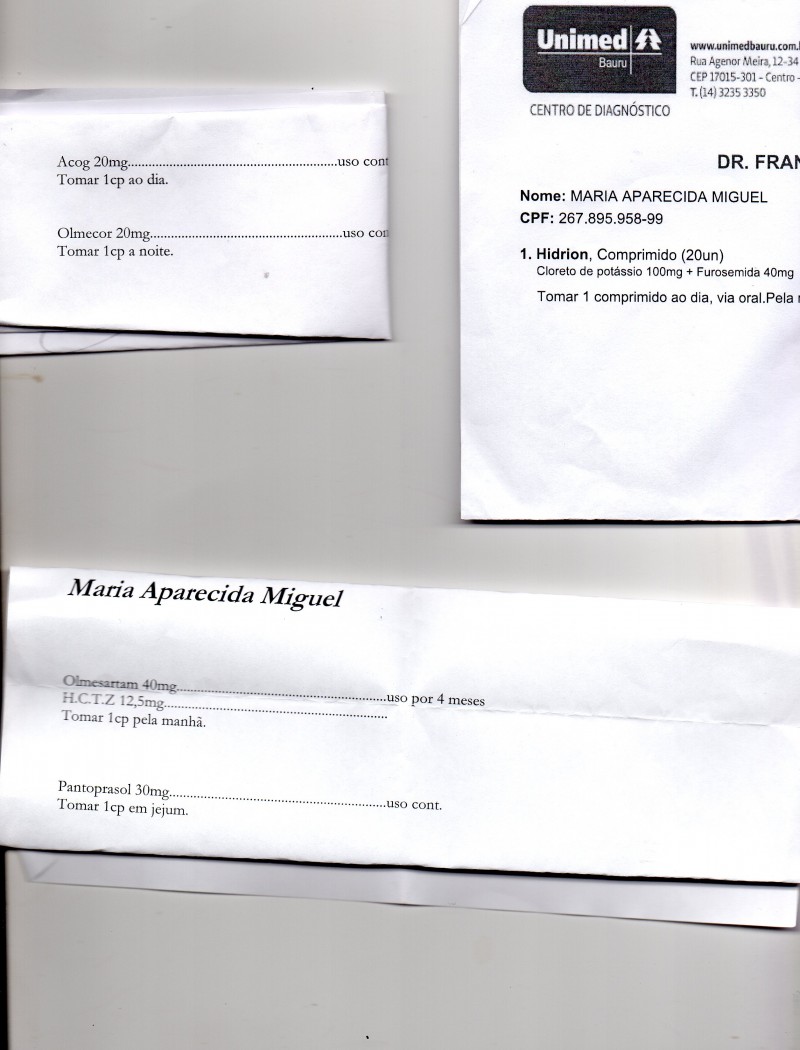 Unimed
Bauru
CENTRO DE DIAGNÓSTICO
www.unimedbauru.com.
Rua Agenor Meira, 12-34
CEP 17015-301 - Centro -
T. (14) 3235 3350
DR. FRAN
Nome: MARIA APARECIDA MIGUEL
CPF: 267.895.958-99
1. Hidrion, Comprimido (20un)
Cloreto de potássio 100mg + Furosemida 40mg
Tomar 1 comprimido ao dia, via oral.Pela
Acog 20mg....................................................uso cont
Tomar 1cp ao dia.
Olmecor 20mg................................................uso con
Tomar 1cp a noite.
Maria Aparecida Miguel
Olmesartam 40mg....................................................uso por 4 meses
H.C.T.Z 12,5mg........................................................
Tomar 1cp pela manhã.
Pantoprasol 30mg......................................................uso cont.
Tomar 1cp em jejum.